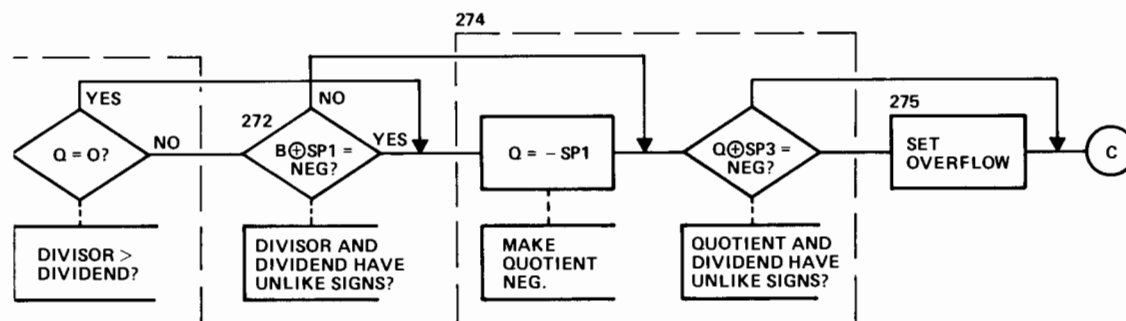 274
YES
NO
272
275
Q = O?
NO
B⊕SP1 =
NEG?
YES
Q = – SP1
Q⊕SP3 =
NEG?
SET
OVERFLOW
C
DIVISOR >
DIVIDEND?
DIVISOR AND
DIVIDEND HAVE
UNLIKE SIGNS?
MAKE
QUOTIENT
NEG.
QUOTIENT AND
DIVIDEND HAVE
UNLIKE SIGNS?